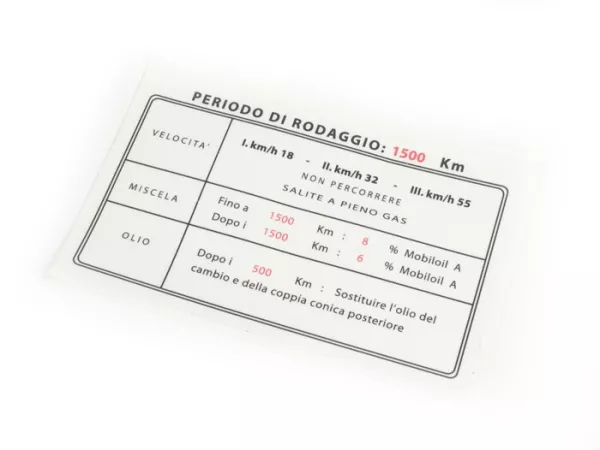 PERIODO DI RODAGGIO: 1500 Km
VELOCITA'
I. km/h 18 - II. km/h 32 - III. km/h 55
NON PERCORRERE
SALITE A PIENO GAS
MISCELA
Fino a 1500 Km : 8 % Mobiloil A
Dopo i 1500 Km : 6 % Mobiloil A
OLIO
Dopo i 500 Km : Sostituire l'olio del
cambio e della coppia conica posteriore